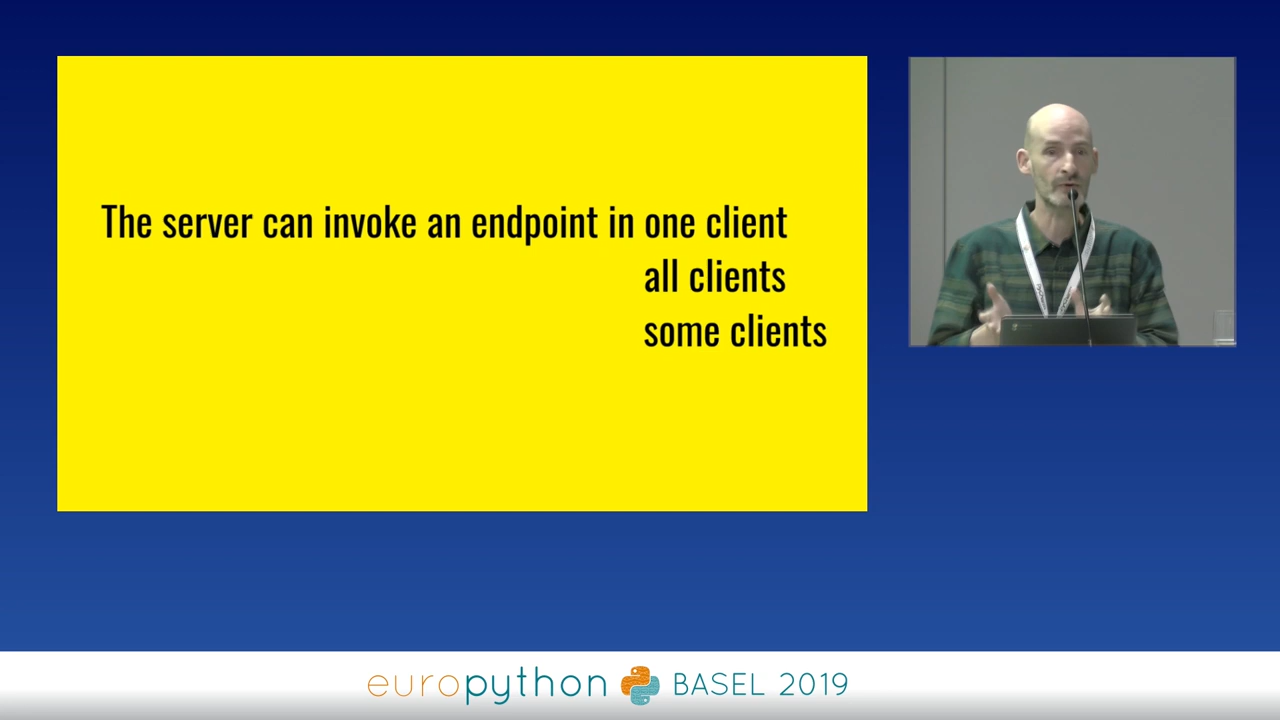 The server can invoke an endpoint in one client
all clients
some clients
europython BASEL 2019